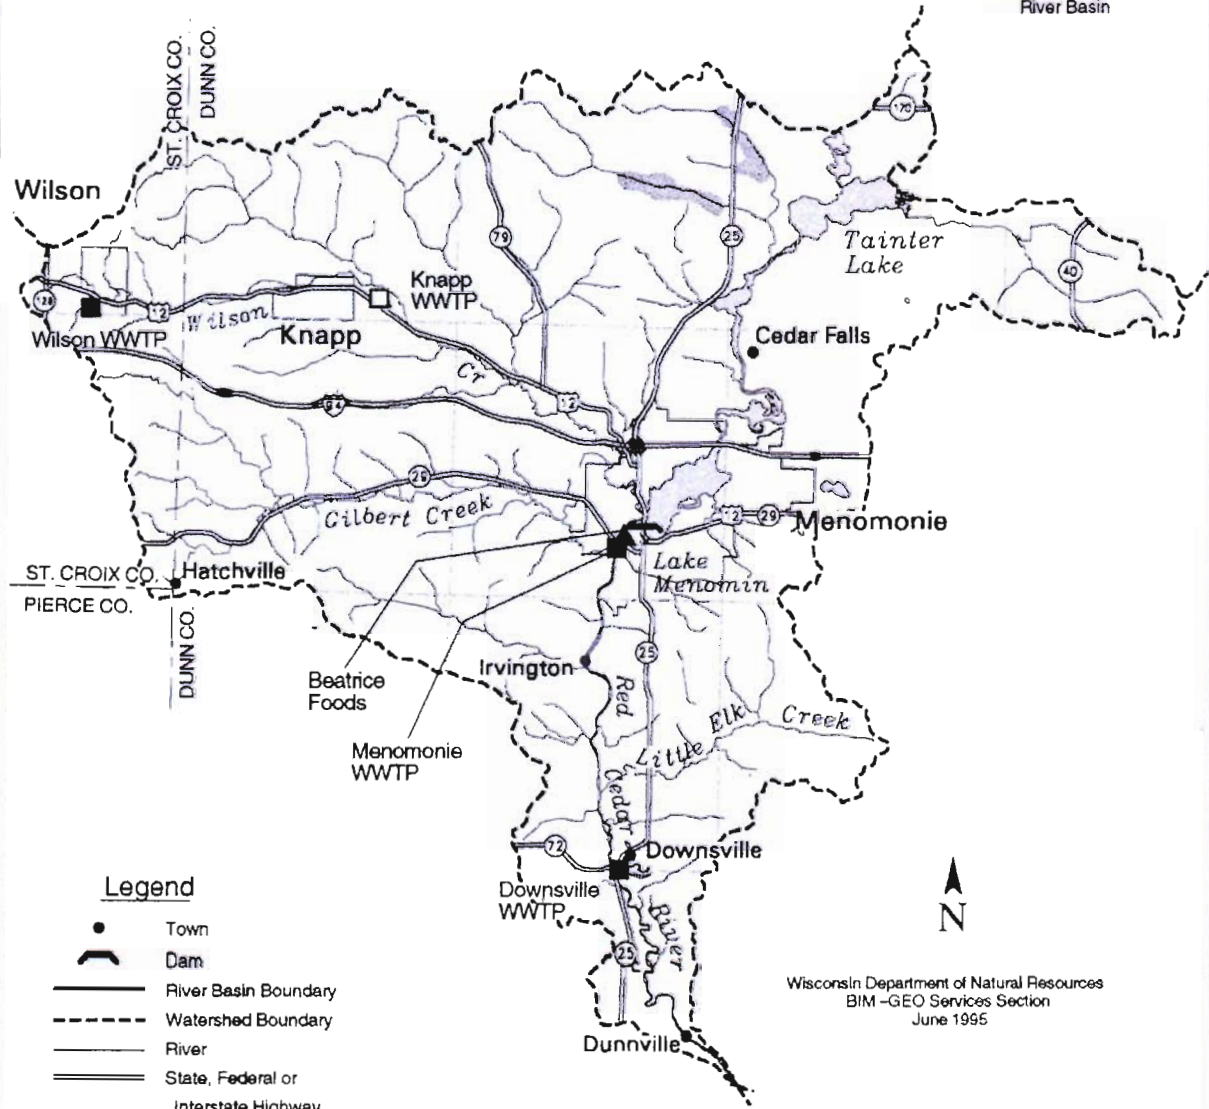 River Basin
ST. CROIX CO.
DUNN CO.
170
Wilson
79
25
Tainter
Lake
40
Knapp
WWTP
128
12
Wilson
Knapp
Wilson WWTP
Cedar Falls
Cr
94
12
29
Gilbert Creek
12
29
Menomonie
Lake
Menomin
ST. CROIX CO.
Hatchville
PIERCE CO.
DUNN CO.
25
Irvington
Beatrice
Foods
Red
Little Elk Creek
Menomonie
WWTP
Cedar
72
Downsville
Downsville
WWTP
River
25
Dunnville
Legend
Town
Dam
River Basin Boundary
Watershed Boundary
River
State, Federal or
Interstate Highway
N
Wisconsin Department of Natural Resources
BIM -GEO Services Section
June 1995